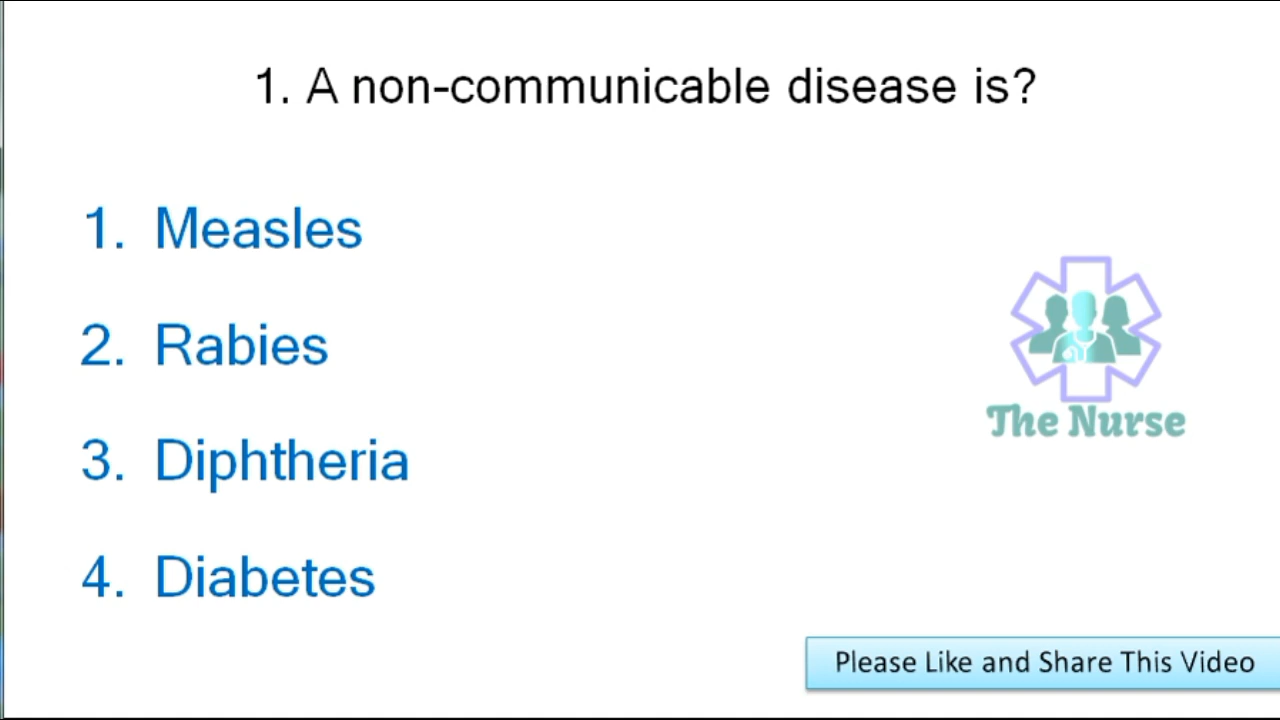 1. A non-communicable disease is?
1. Measles
2. Rabies
3. Diphtheria
4. Diabetes
The Nurse
Please Like and Share This Video